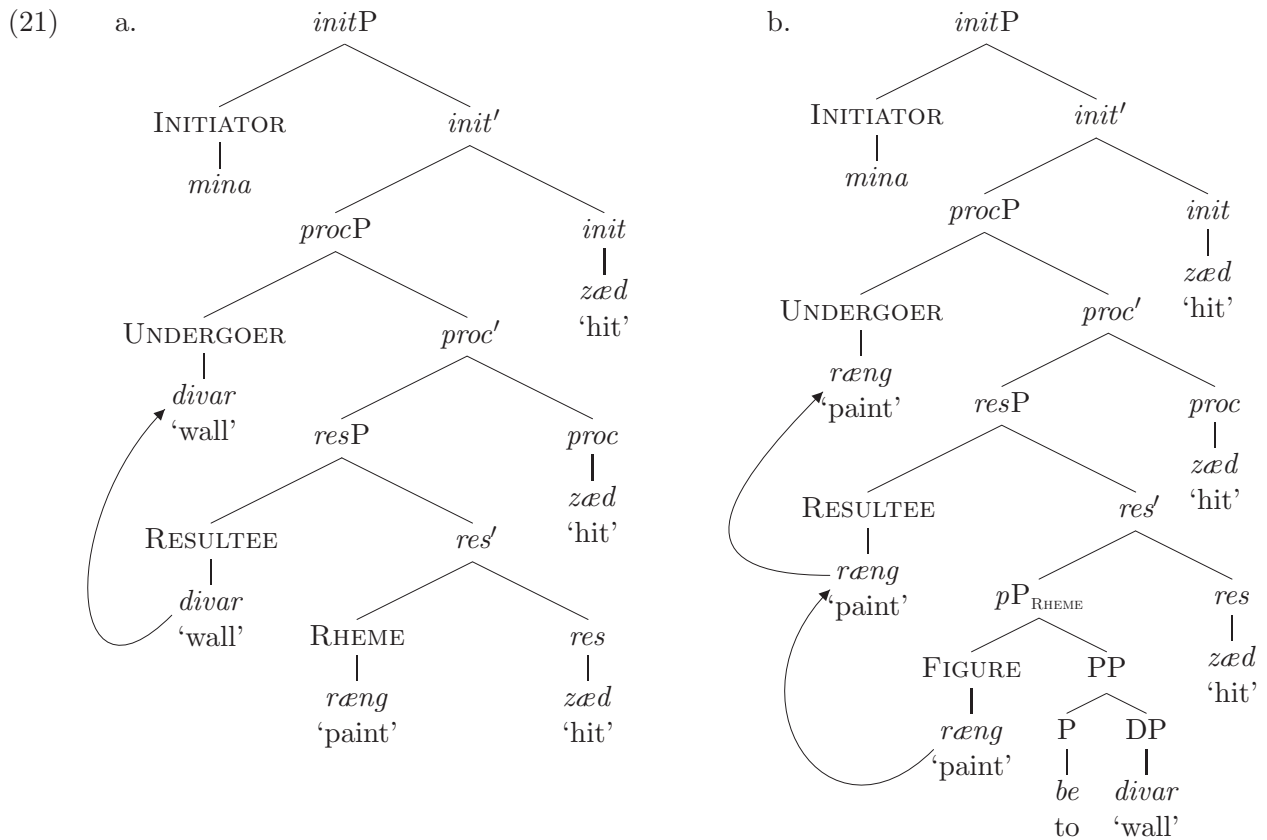 (21) a. initP b. initP
INITIATOR init′ INITIATOR init′
mina mina
procP init procP init
zæd zæd
‘hit’ ‘hit’
UNDERGOER proc′ UNDERGOER proc′
divar ræng
‘wall’ ‘paint’
resP proc resP proc
zæd zæd
‘hit’ ‘hit’
RESULTEE res′ RESULTEE res′
divar ræng
‘wall’ ‘paint’
RHEME res pP RHEME res
ræng zæd zæd
‘paint’ ‘hit’ ‘hit’
FIGURE PP
ræng P DP
‘paint’
be divar
to ‘wall’